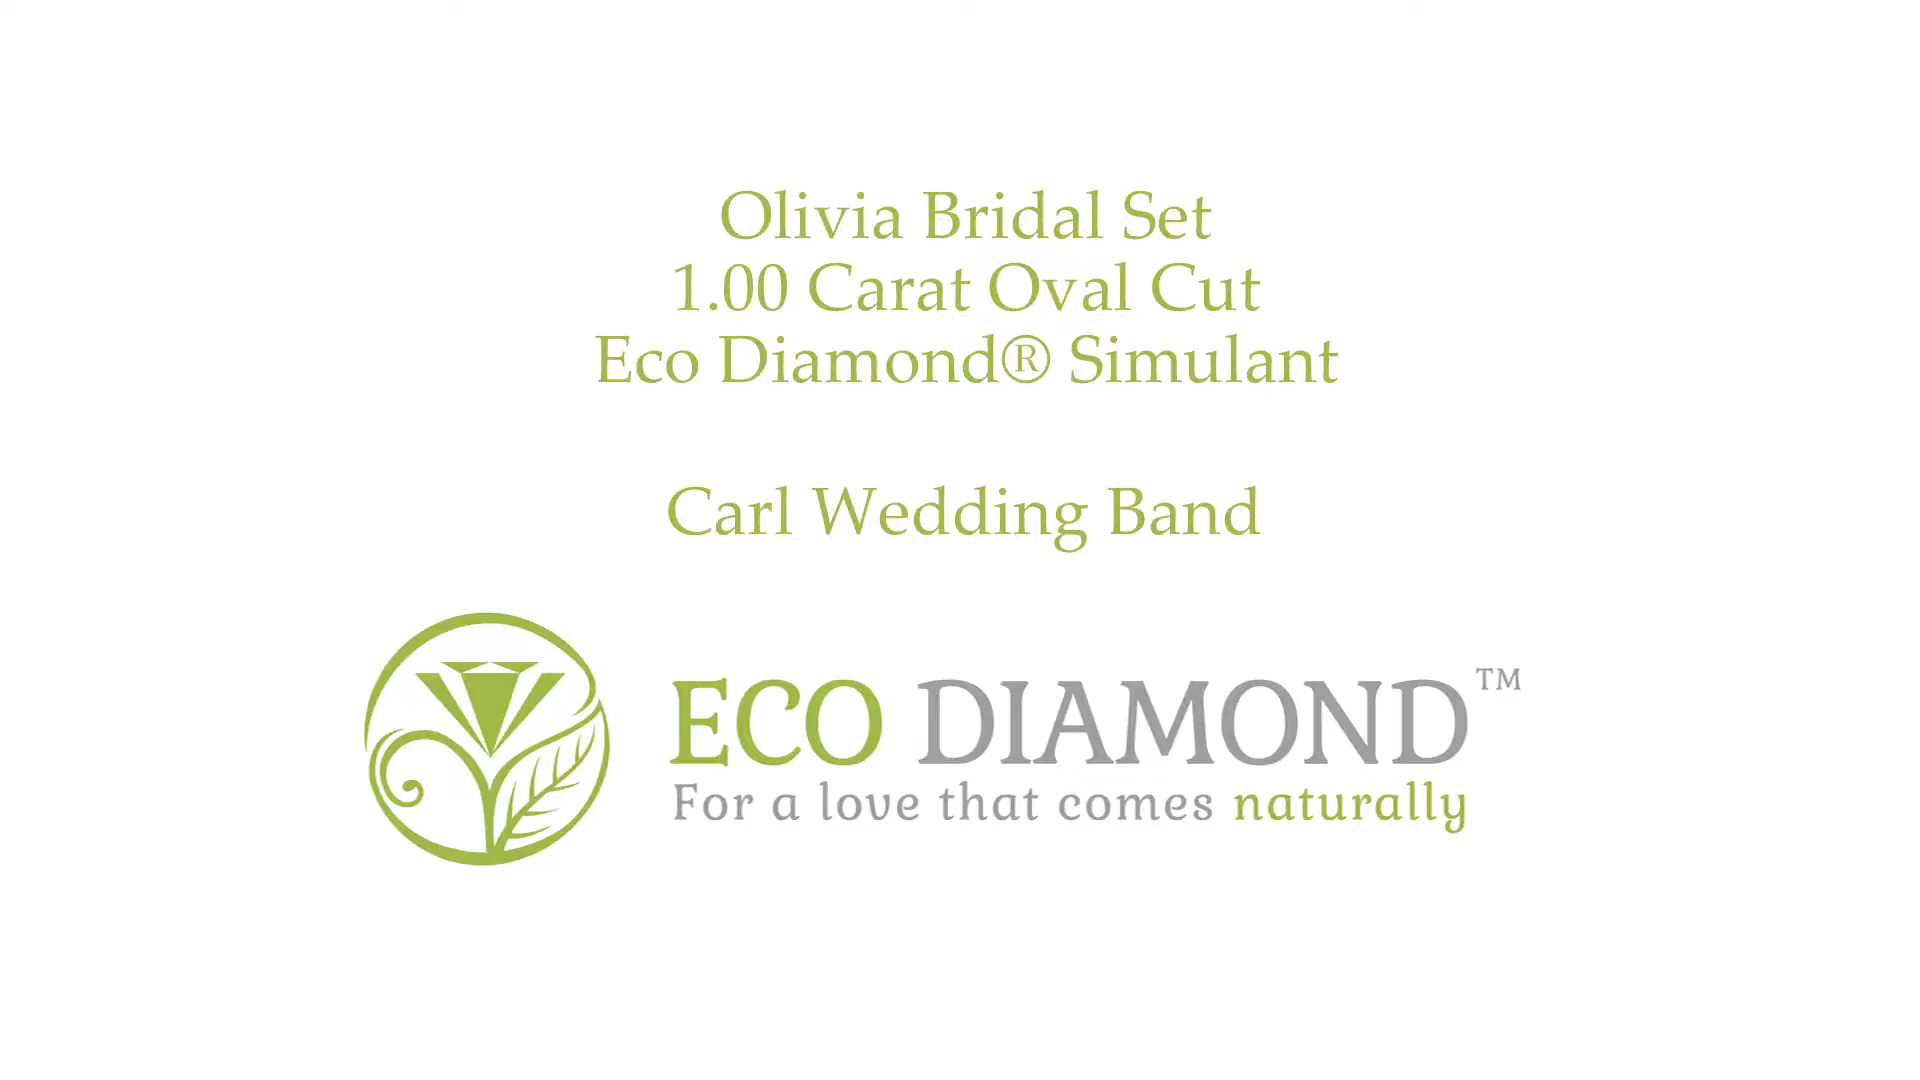 Olivia Bridal Set
1.00 Carat Oval Cut
Eco Diamond® Simulant
Carl Wedding Band
ECO DIAMOND™
For a love that comes naturally